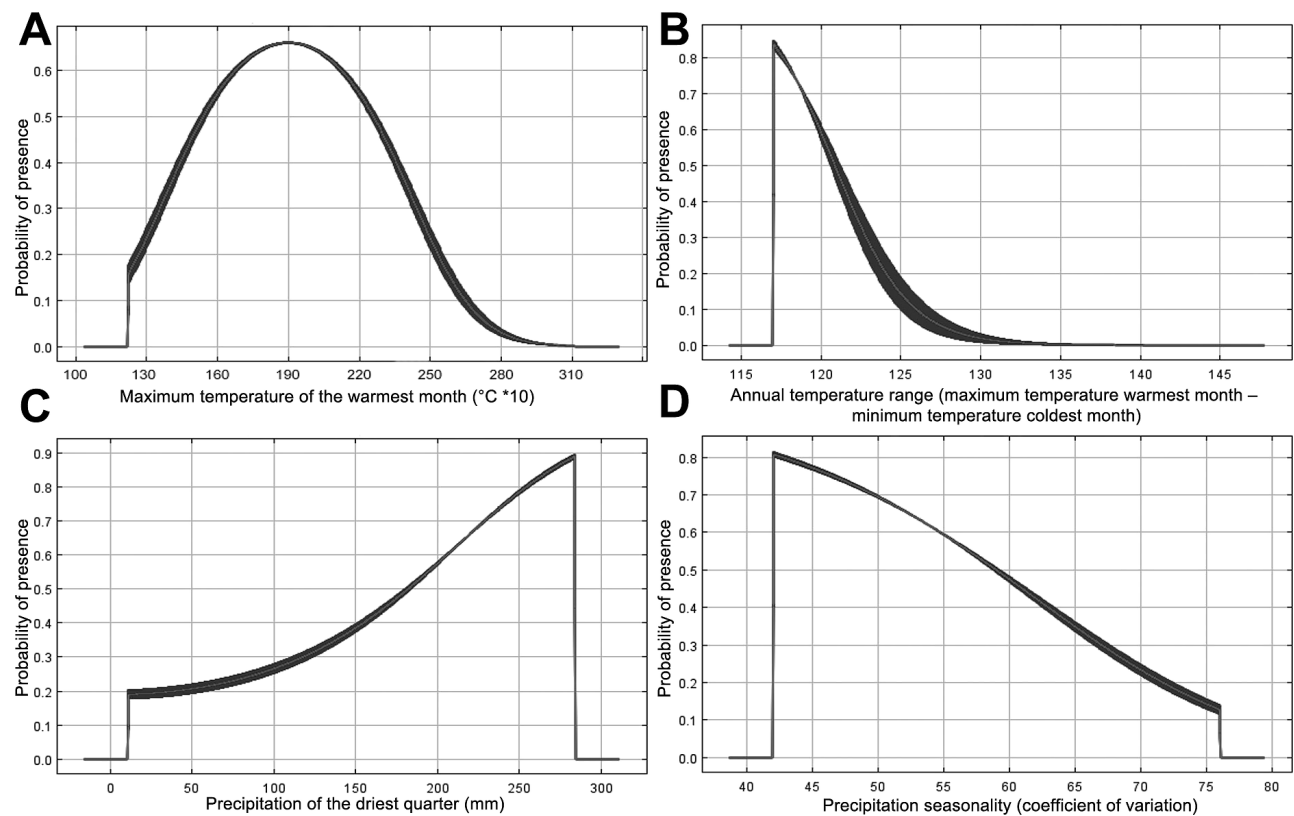 A
Probability of presence
0.6
0.5
0.4
0.3
0.2
0.1
0.0
100 130 160 190 220 250 280 310
Maximum temperature of the warmest month (°C *10)
B
Probability of presence
0.8
0.7
0.6
0.5
0.4
0.3
0.2
0.1
0.0
115 120 125 130 135 140 145
Annual temperature range (maximum temperature warmest month –
minimum temperature coldest month)
C
Probability of presence
0.9
0.8
0.7
0.6
0.5
0.4
0.3
0.2
0.1
0.0
0 50 100 150 200 250 300
Precipitation of the driest quarter (mm)
D
Probability of presence
0.8
0.7
0.6
0.5
0.4
0.3
0.2
0.1
0.0
40 45 50 55 60 65 70 75 80
Precipitation seasonality (coefficient of variation)